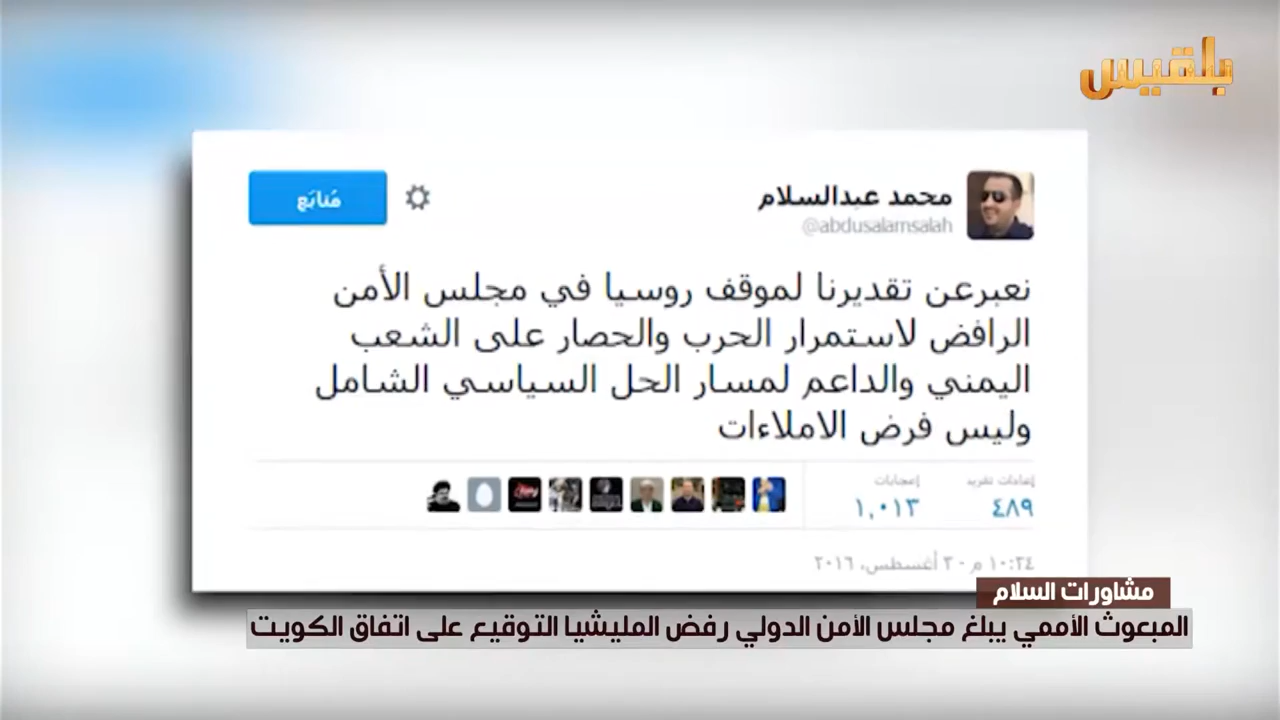 بلقيس
محمد عبدالسلام
@abdusalamsalah
مُتابَع
نعبرعن تقديرنا لموقف روسيا في مجلس الأمن
الرافض لاستمرار الحرب والحصار على الشعب
اليمني والداعم لمسار الحل السياسي الشامل
وليس فرض الاملاءات
إعادات تغريد
إعجابات
٤٨٩
١,٠١٣
١٠:٢٤ م - ٣ أغسطس، ٢٠١٦
مشاورات السلام
المبعوث الأممي يبلغ مجلس الأمن الدولي رفض المليشيا التوقيع على اتفاق الكويت